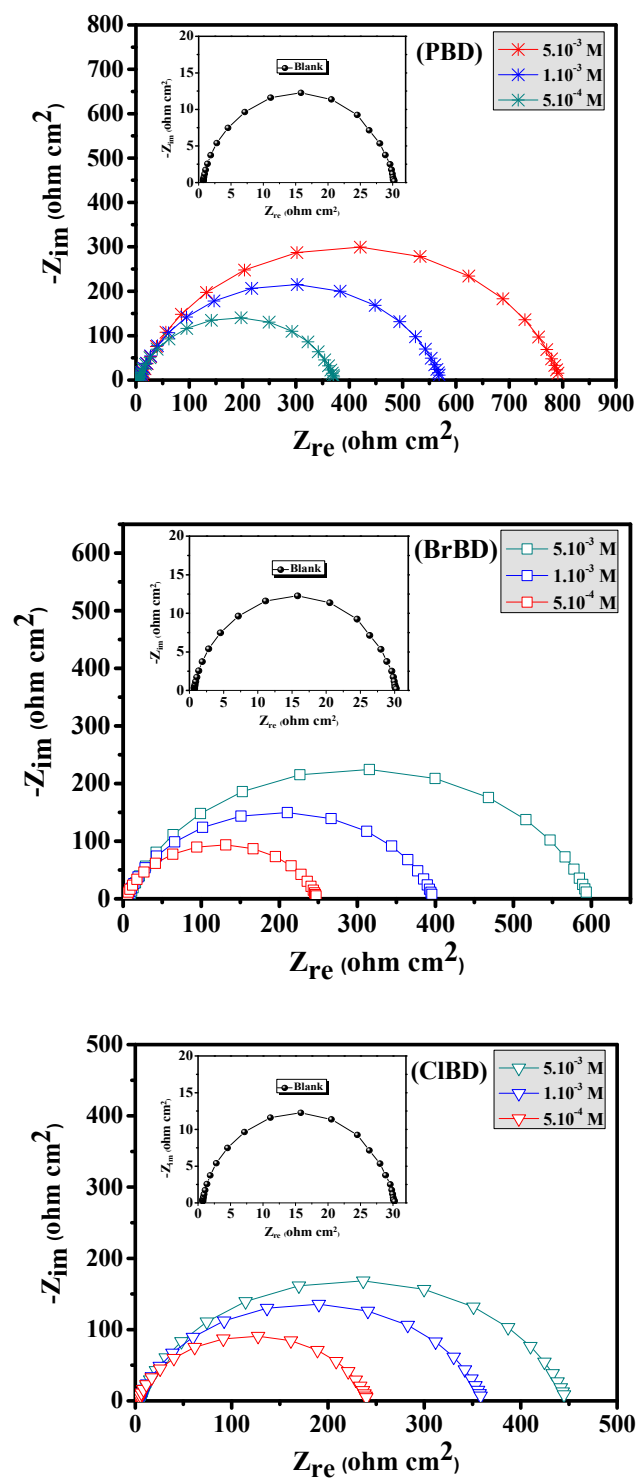 (PBD)
5.10⁻³ M
1.10⁻³ M
5.10⁻⁴ M
Blank
-Zim (ohm cm²)
20
15
10
5
0
0 5 10 15 20 25 30
Zre (ohm cm²)
-Zim (ohm cm²)
800
700
600
500
400
300
200
100
0
0 100 200 300 400 500 600 700 800 900
Zre (ohm cm²)
(BrBD)
5.10⁻³ M
1.10⁻³ M
5.10⁻⁴ M
Blank
-Zim (ohm cm²)
20
15
10
5
0
0 5 10 15 20 25 30
Zre (ohm cm²)
-Zim (ohm cm²)
600
500
400
300
200
100
0
0 100 200 300 400 500 600
Zre (ohm cm²)
(ClBD)
5.10⁻³ M
1.10⁻³ M
5.10⁻⁴ M
Blank
-Zim (ohm cm²)
20
15
10
5
0
0 5 10 15 20 25 30
Zre (ohm cm²)
-Zim (ohm cm²)
500
400
300
200
100
0
0 100 200 300 400 500
Zre (ohm cm²)